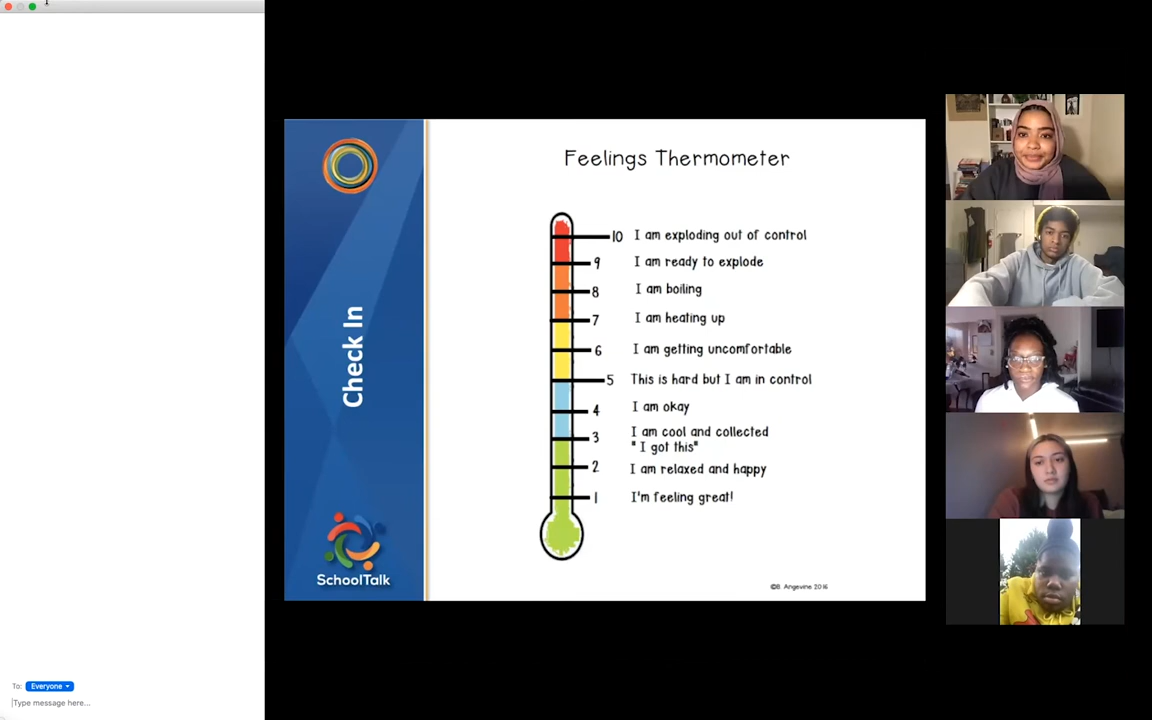 Feelings Thermometer
10 I am exploding out of control
9 I am ready to explode
8 I am boiling
7 I am heating up
6 I am getting uncomfortable
5 This is hard but I am in control
4 I am okay
3 I am cool and collected
" I got this"
2 I am relaxed and happy
1 I'm feeling great!
©B. Angevine 2016
Check In
SchoolTalk
To: Everyone
Type message here...